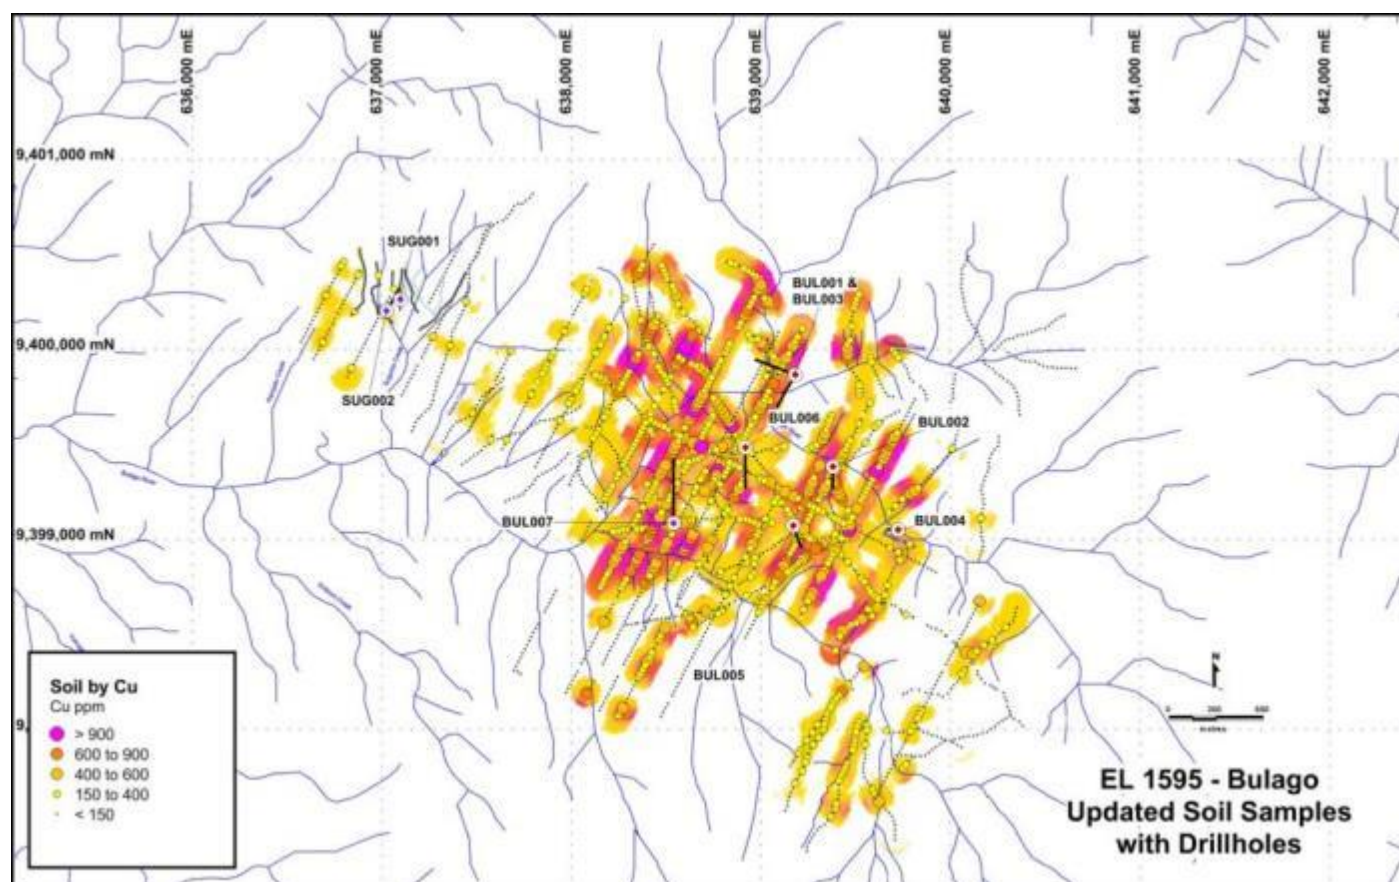 636,000 mE
637,000 mE
638,000 mE
639,000 mE
640,000 mE
641,000 mE
642,000 mE
9,401,000 mN
SUG001
BUL001 &
BUL003
9,400,000 mN
SUG002
BUL006
BUL002
BUL007
BUL004
9,399,000 mN
BUL005
N
Soil by Cu
Cu ppm
> 900
600 to 900
400 to 600
150 to 400
< 150
9,
0
EL 1595 - Bulago
Updated Soil Samples
with Drillholes